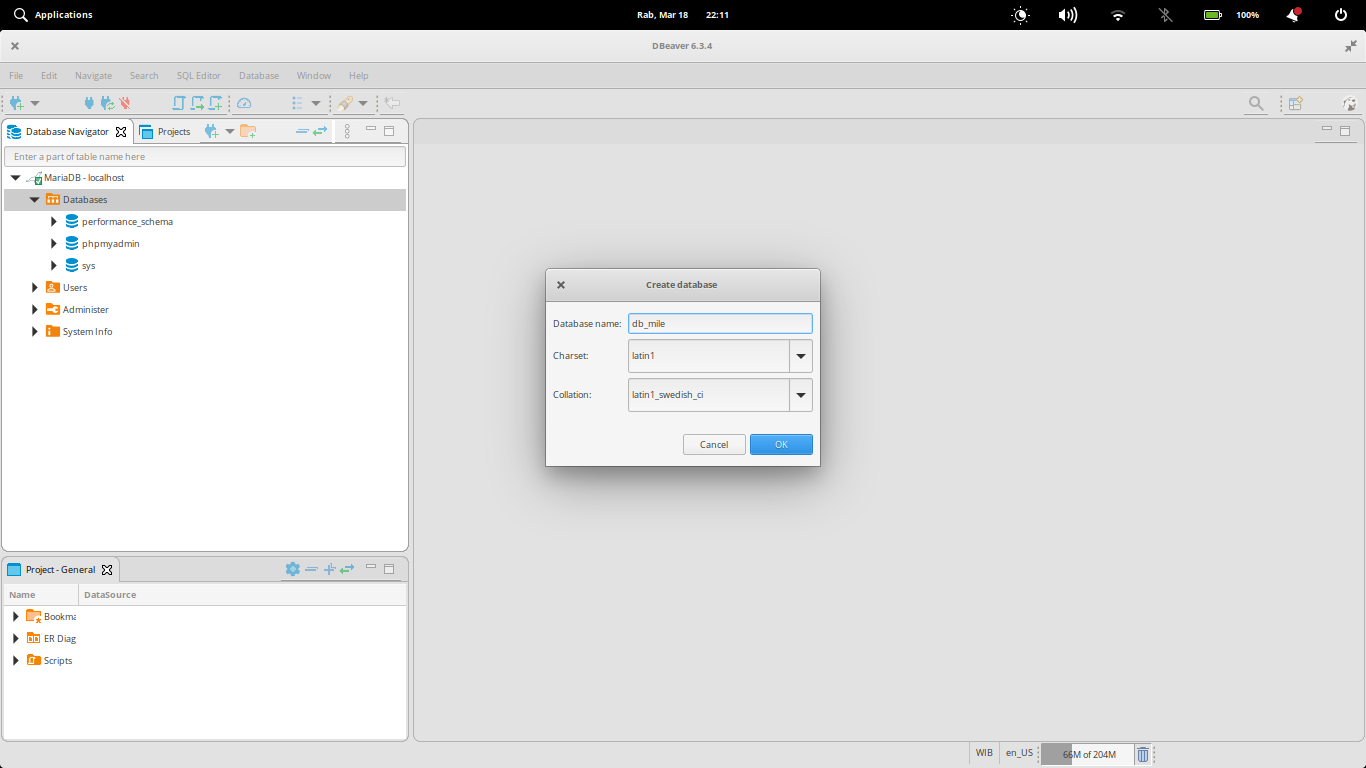 Applications
Rab, Mar 18 22:11
100%
DBeaver 6.3.4
File Edit Navigate Search SQL Editor Database Window Help
Database Navigator Projects
Enter a part of table name here
MariaDB - localhost
Databases
performance_schema
phpmyadmin
sys
Users
Administer
System Info
Create database
Database name: db_mile
Charset: latin1
Collation: latin1_swedish_ci
Cancel OK
Project - General
Name DataSource
Bookma
ER Diag
Scripts
WIB en_US 66M of 204M